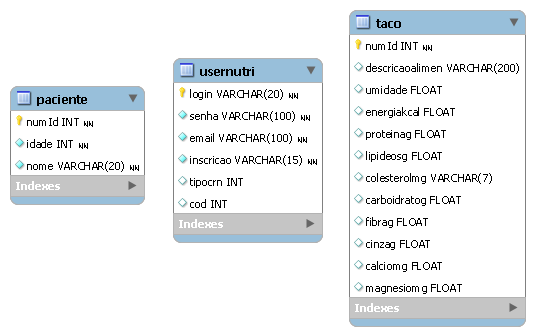 paciente
numId INT NN
idade INT NN
nome VARCHAR(20) NN
Indexes
usernutri
login VARCHAR(20) NN
senha VARCHAR(100) NN
email VARCHAR(100) NN
inscricao VARCHAR(15) NN
tipocrn INT
cod INT
Indexes
taco
numId INT NN
descricaoalimen VARCHAR(200)
umidade FLOAT
energiakcal FLOAT
proteinag FLOAT
lipideosg FLOAT
colesterolmg VARCHAR(7)
carboidratog FLOAT
fibrag FLOAT
cinzag FLOAT
calciomg FLOAT
magnesiomg FLOAT
Indexes